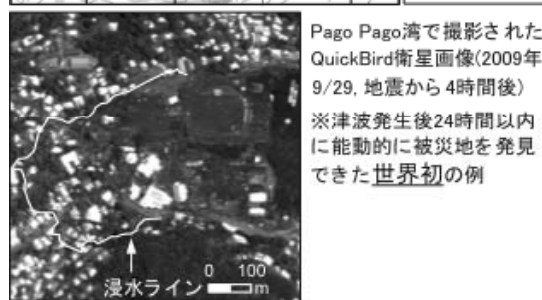 Pago Pago湾で撮影された
QuickBird衛星画像(2009年
9/29, 地震から4時間後)
※津波発生後24時間以内
に能動的に被災地を発見
できた世界初の例
0 100
浸水ライン m